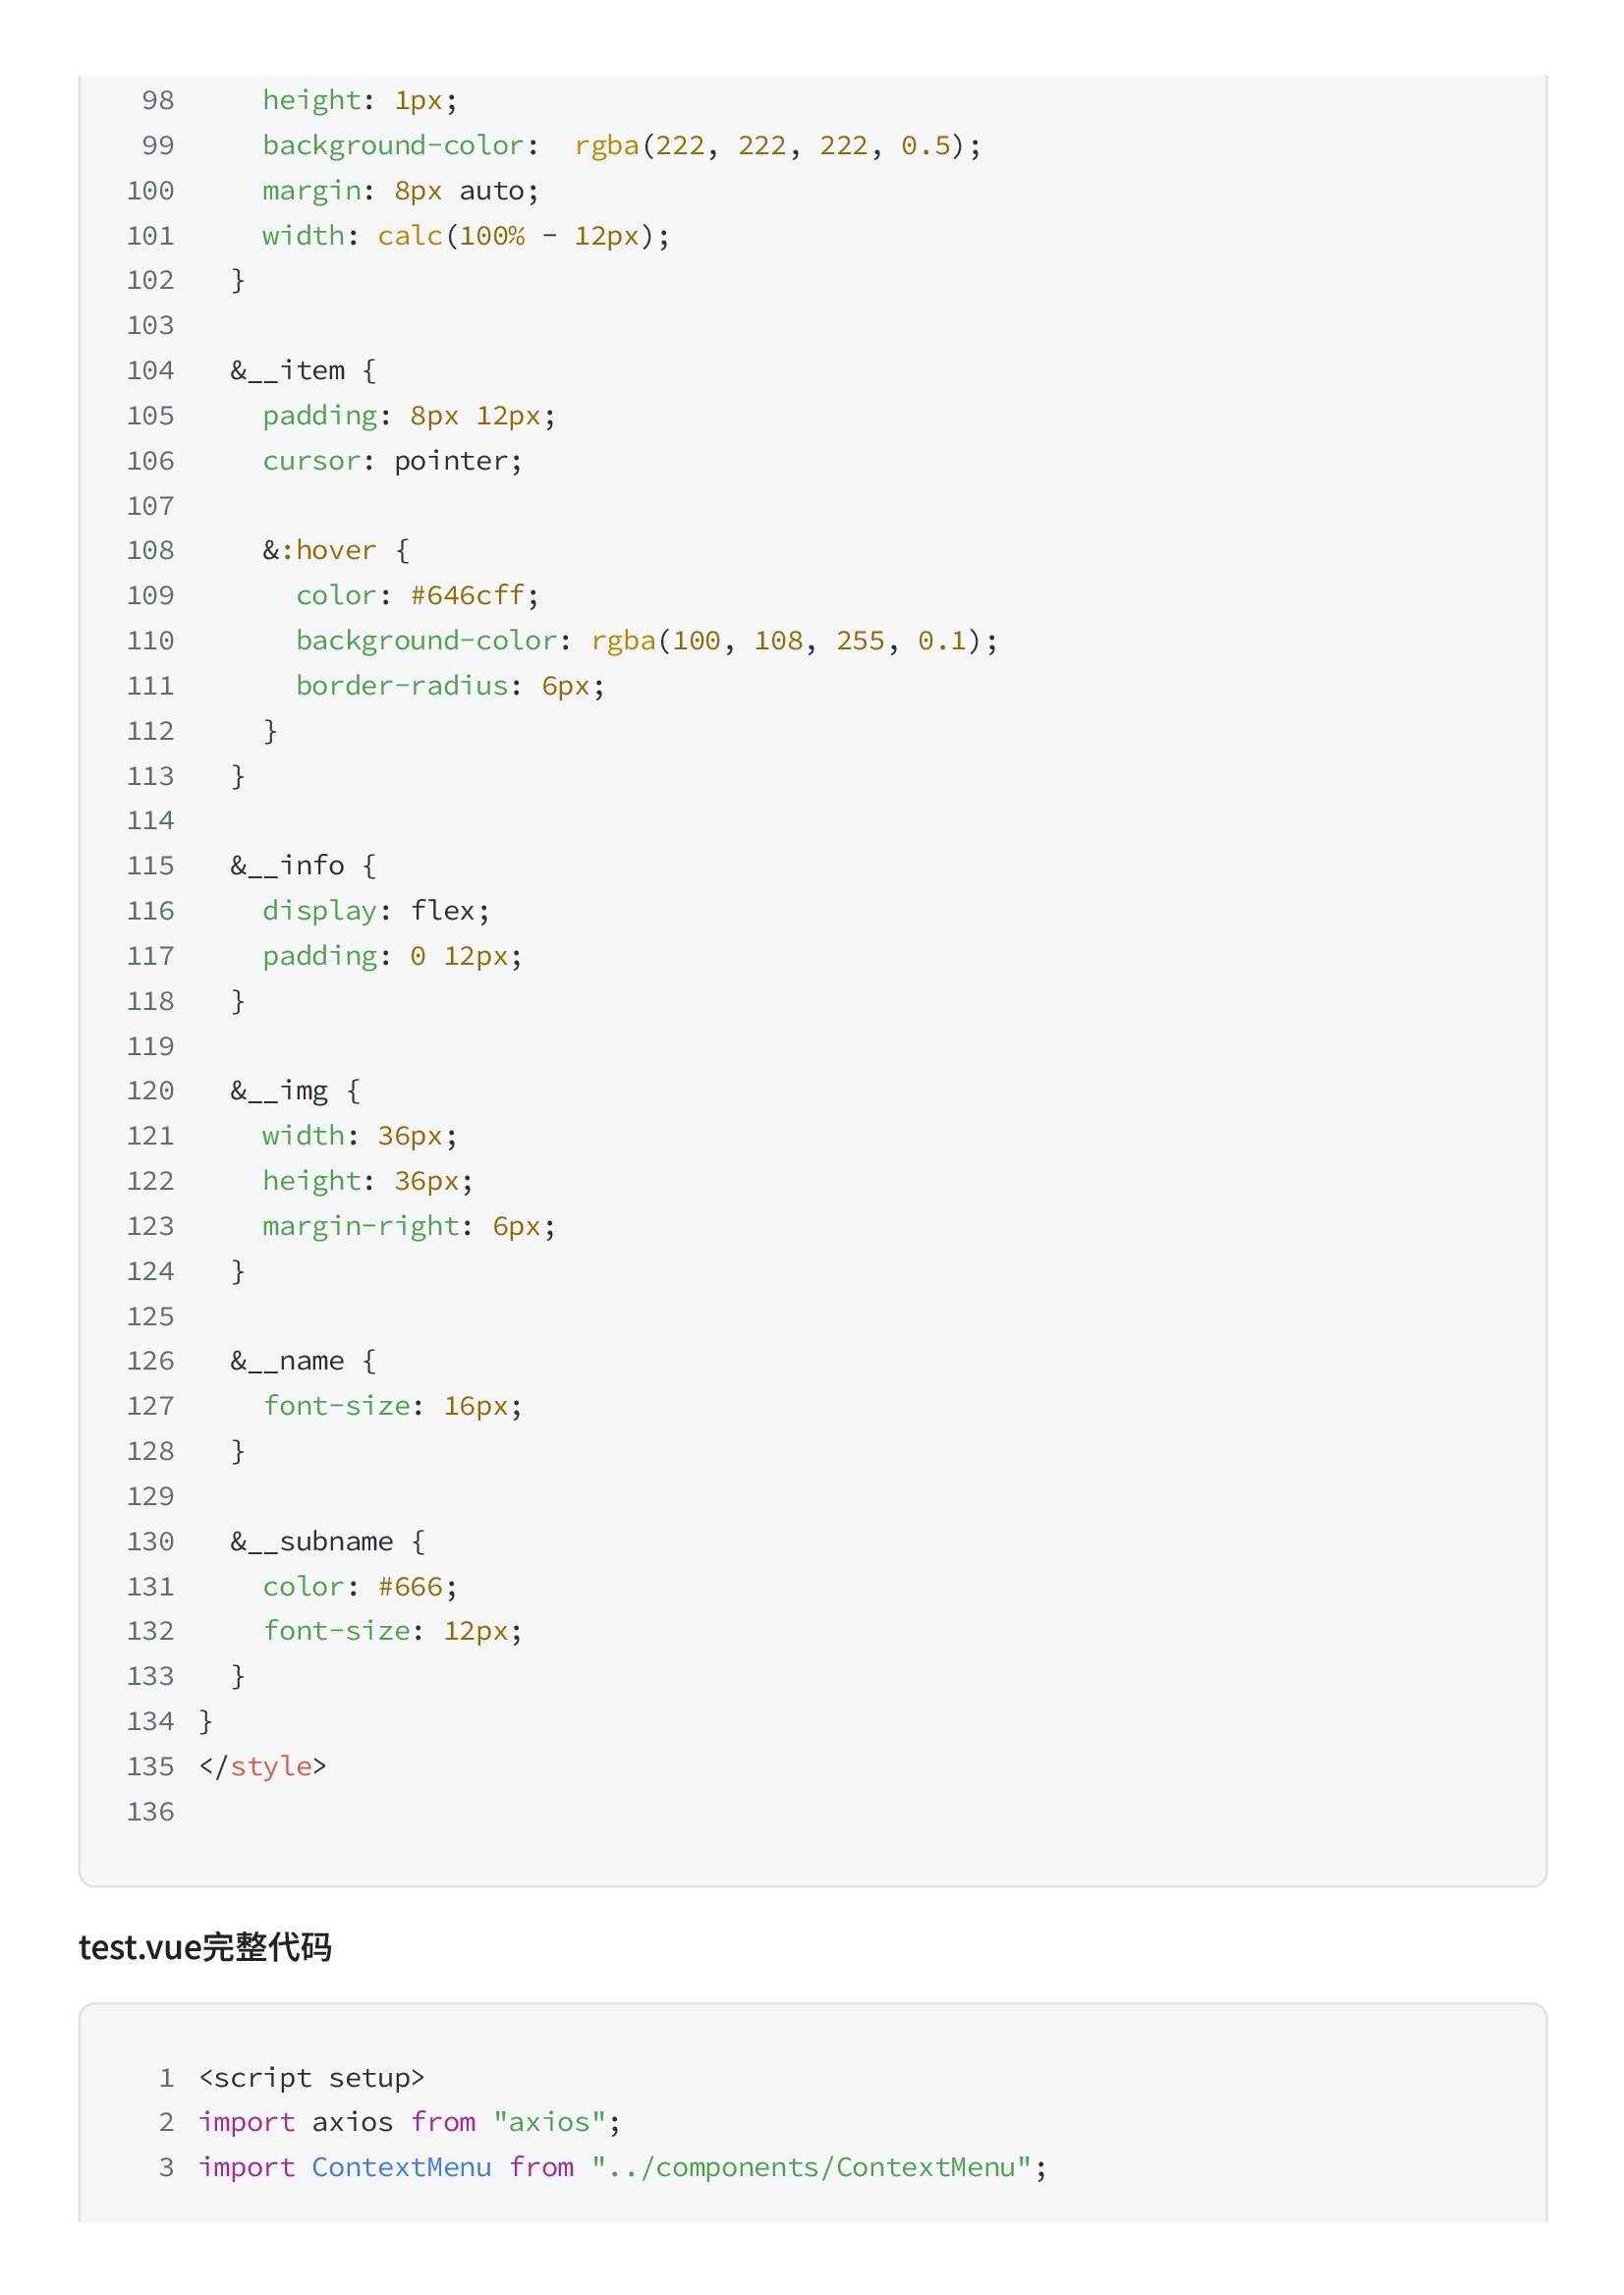 98     height: 1px;
99     background-color:  rgba(222, 222, 222, 0.5);
100     margin: 8px auto;
101     width: calc(100% - 12px);
102   }
103
104   &__item {
105     padding: 8px 12px;
106     cursor: pointer;
107
108     &:hover {
109       color: #646cff;
110       background-color: rgba(100, 108, 255, 0.1);
111       border-radius: 6px;
112     }
113   }
114
115   &__info {
116     display: flex;
117     padding: 0 12px;
118   }
119
120   &__img {
121     width: 36px;
122     height: 36px;
123     margin-right: 6px;
124   }
125
126   &__name {
127     font-size: 16px;
128   }
129
130   &__subname {
131     color: #666;
132     font-size: 12px;
133   }
134 }
135 </style>
136
test.vue完整代码
1 <script setup>
2 import axios from "axios";
3 import ContextMenu from "../components/ContextMenu";